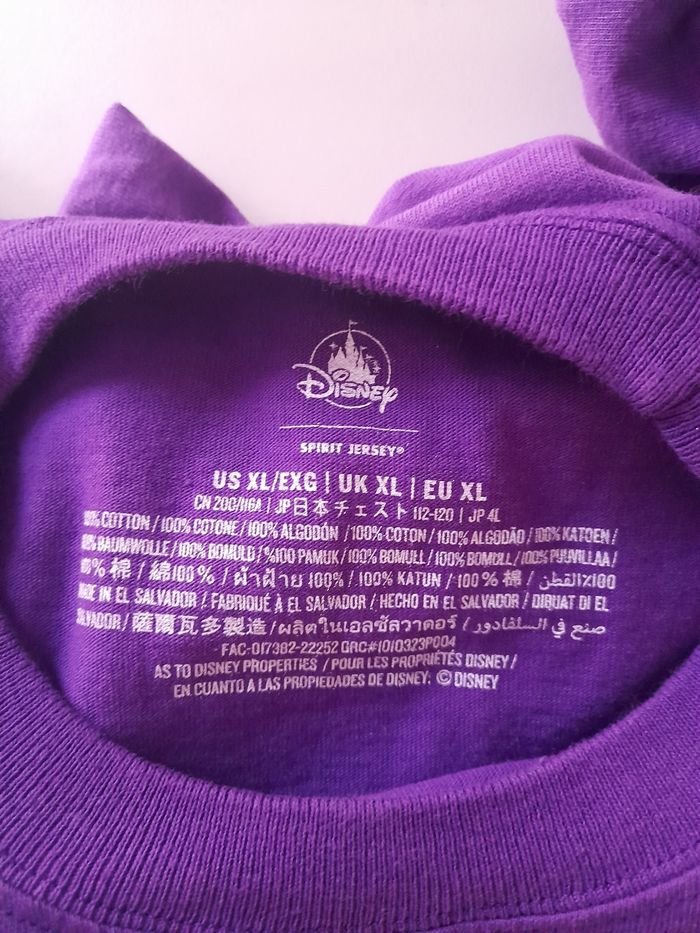 Disney
SPIRIT JERSEY®
US XL/EXG | UK XL | EU XL
CN 200/116A | JP日本チェスト 112-120 | JP 4L
100% COTTON / 100% COTONE / 100% ALGODÓN / 100% COTON / 100% ALGODÃO / 100% KATOEN /
100% BAUMWOLLE / 100% BOMULD / %100 PAMUK / 100% BOMULL / 100% BOMULL / 100% PUUVILLAA /
100% 棉 / 綿100% / ผ้าฝ้าย 100% / 100% KATUN / 100% 棉 / القطن٪100
MADE IN EL SALVADOR / FABRIQUÉ À EL SALVADOR / HECHO EN EL SALVADOR / DIBUAT DI EL
SALVADOR / 薩爾瓦多製造 / ผลิตในเอลซัลวาดอร์ / صنع في السلفادور
FAC-017382-22252 GRC#10/0323P004
AS TO DISNEY PROPERTIES / POUR LES PROPRIÉTÉS DISNEY /
EN CUANTO A LAS PROPIEDADES DE DISNEY: © DISNEY